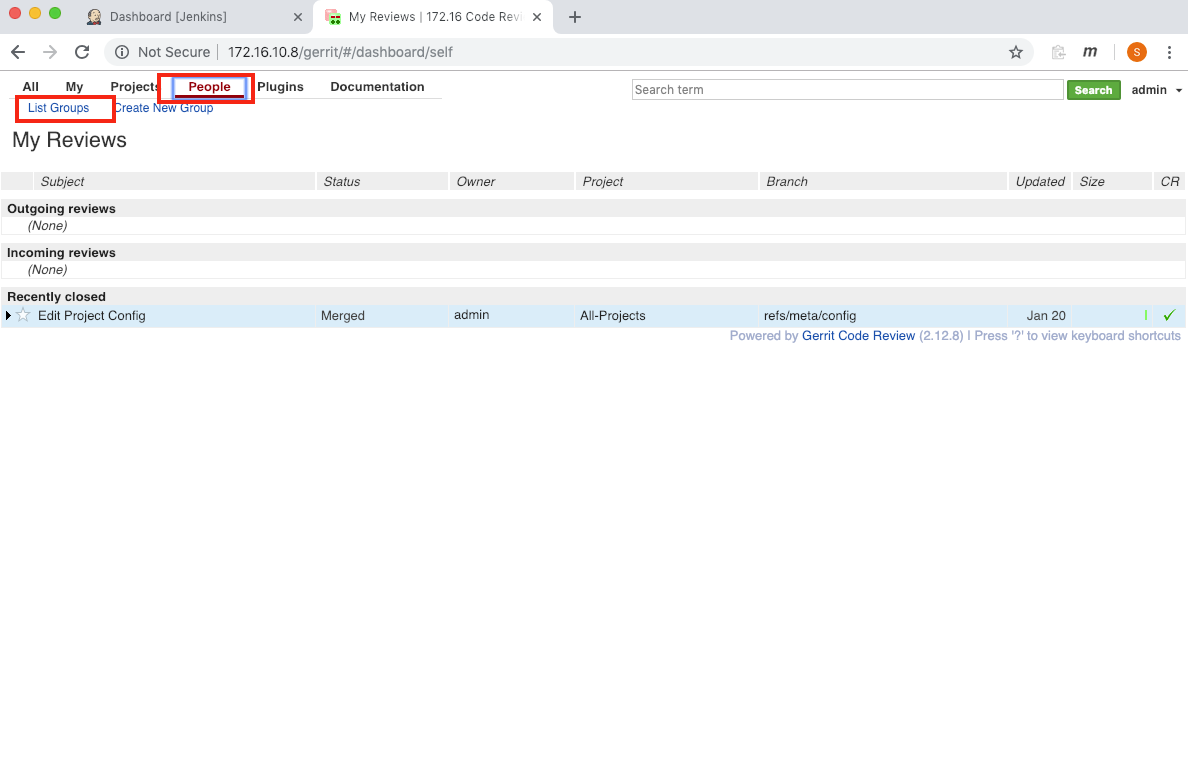 Dashboard [Jenkins] My Reviews | 172.16 Code Revi
Not Secure 172.16.10.8/gerrit/#/dashboard/self m S
All My Projects People Plugins Documentation Search term Search admin
List Groups Create New Group
My Reviews
Subject Status Owner Project Branch Updated Size CR
Outgoing reviews
(None)
Incoming reviews
(None)
Recently closed
Edit Project Config Merged admin All-Projects refs/meta/config Jan 20
Powered by Gerrit Code Review (2.12.8) | Press '?' to view keyboard shortcuts